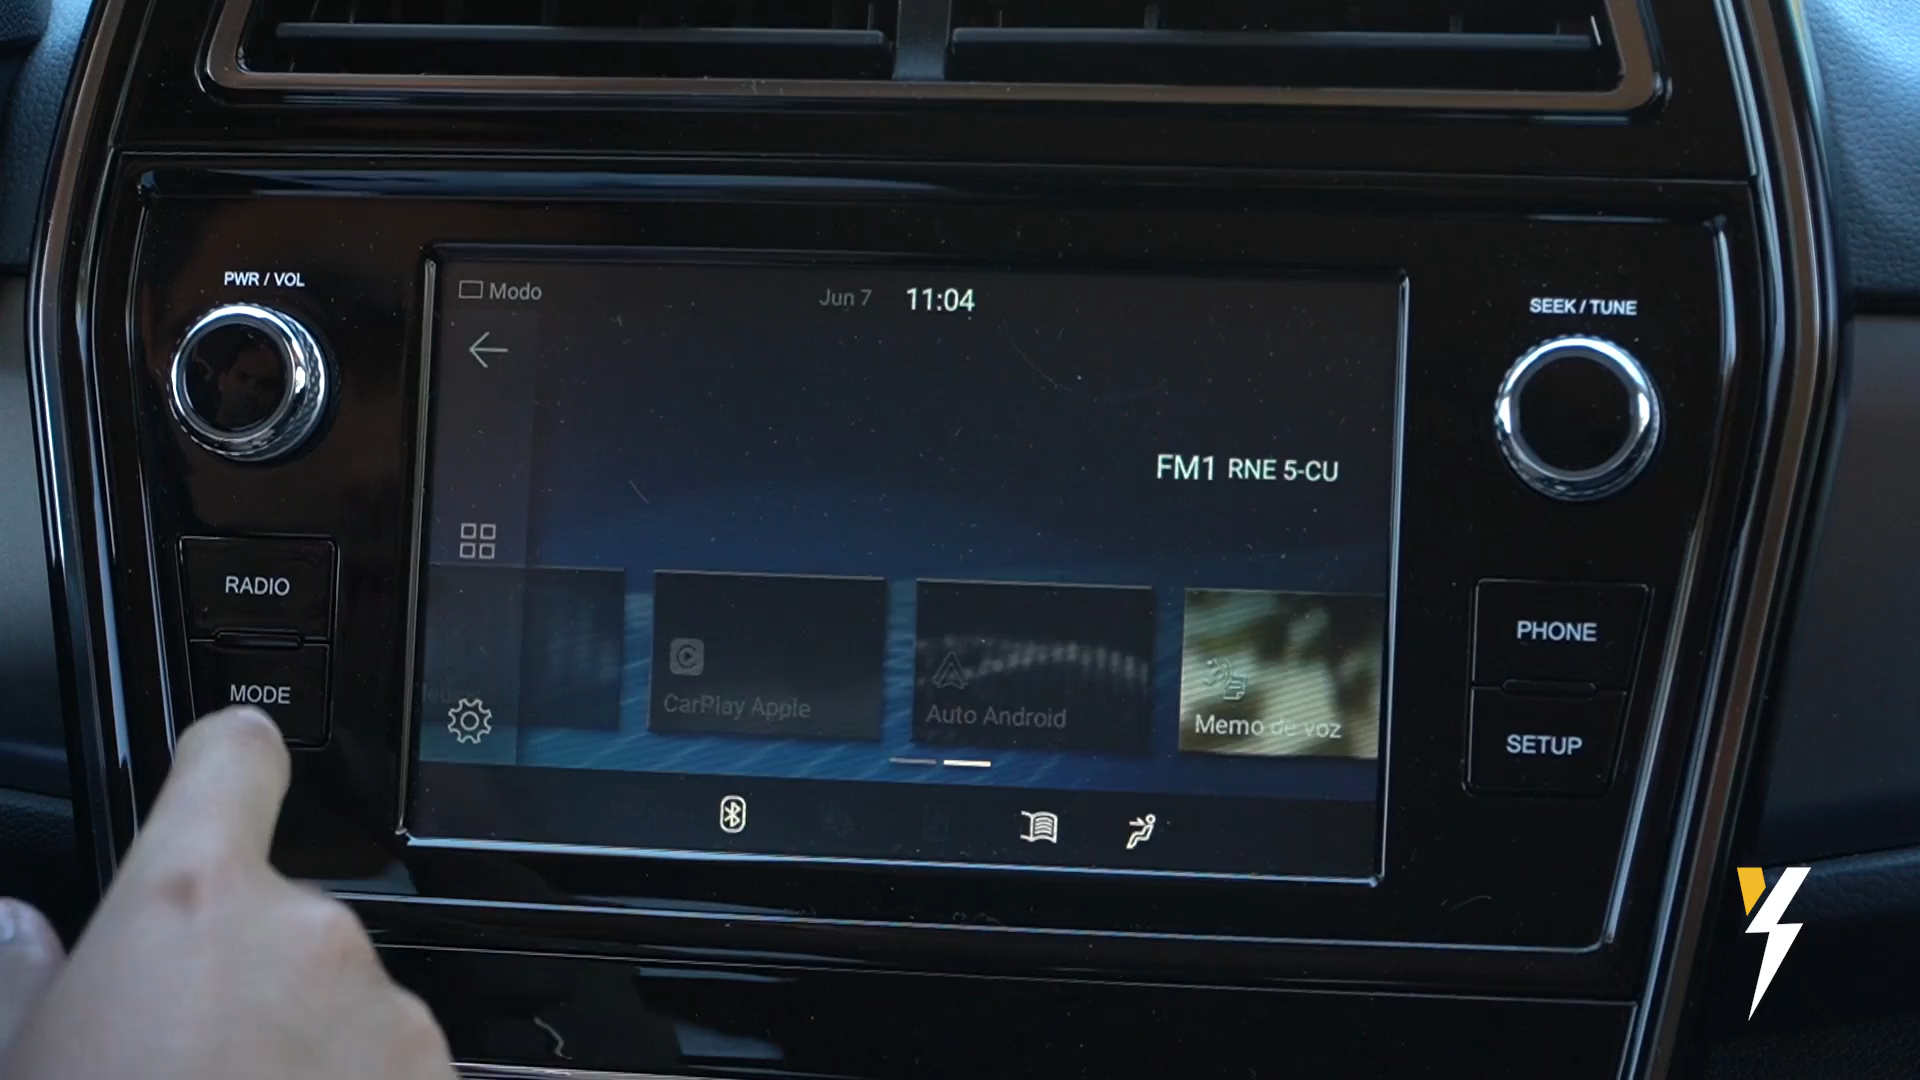 PWR / VOL
SEEK / TUNE
Modo
Jun 7 11:04
FM1 RNE 5-CU
RADIO
MODE
PHONE
SETUP
CarPlay Apple
Auto Android
Memo de voz